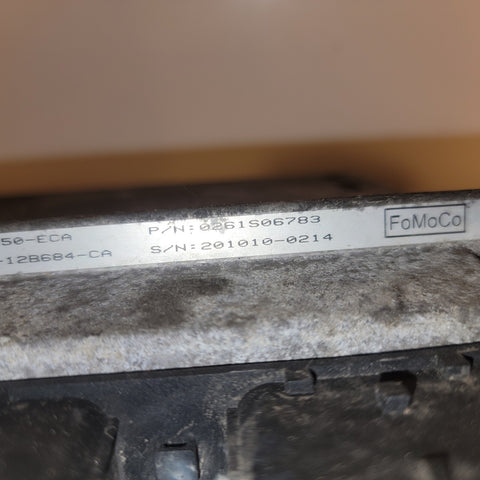 50-ECA P/N:0261S06783 FoMoCo
-12B684-CA S/N:201010-0214